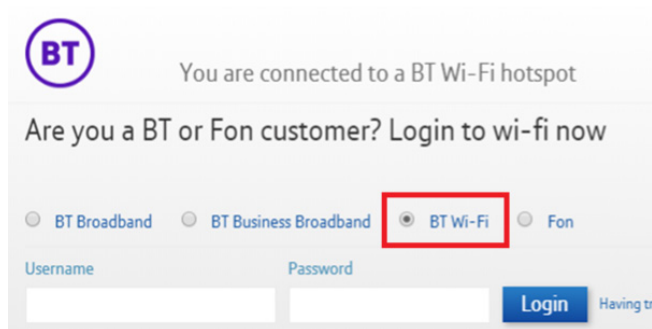 BT
You are connected to a BT Wi-Fi hotspot
Are you a BT or Fon customer? Login to wi-fi now
BT Broadband BT Business Broadband BT Wi-Fi Fon
Username Password
Login Having